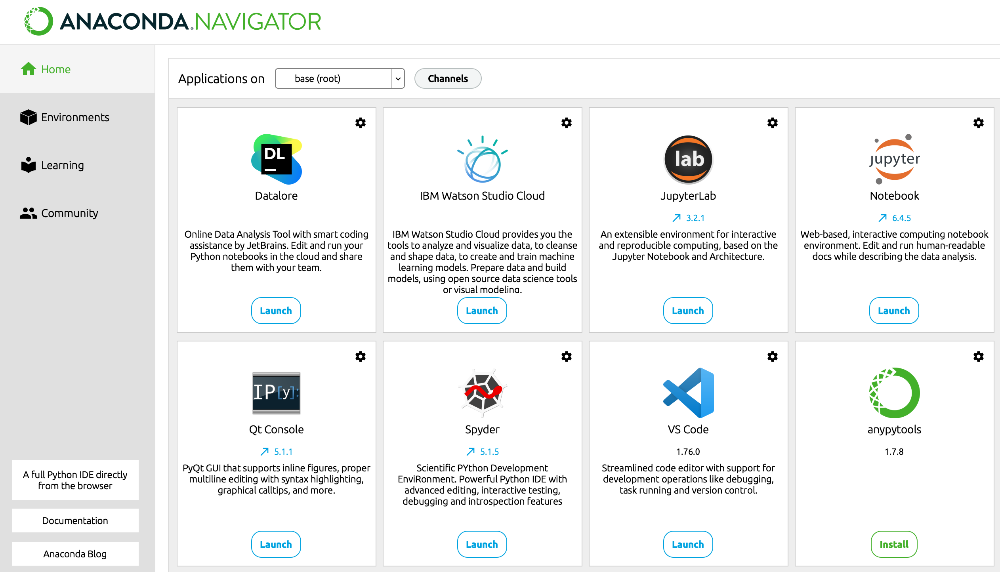 ANACONDA.NAVIGATOR
Home
Environments
Learning
Community
A full Python IDE directly
from the browser
Documentation
Anaconda Blog
Applications on
base (root)
Channels
DL
Datalore
Online Data Analysis Tool with smart coding
assistance by JetBrains. Edit and run your
Python notebooks in the cloud and share
them with your team.
Launch
IBM Watson Studio Cloud
IBM Watson Studio Cloud provides you the
tools to analyze and visualize data, to cleanse
and shape data, to create and train machine
learning models. Prepare data and build
models, using open source data science tools
or visual modeling.
Launch
lab
JupyterLab
3.2.1
An extensible environment for interactive
and reproducible computing, based on the
Jupyter Notebook and Architecture.
Launch
jupyter
Notebook
6.4.5
Web-based, interactive computing notebook
environment. Edit and run human-readable
docs while describing the data analysis.
Launch
IP[y]:
Qt Console
5.1.1
PyQt GUI that supports inline figures, proper
multiline editing with syntax highlighting,
graphical calltips, and more.
Launch
Spyder
5.1.5
Scientific PYthon Development
EnviRonment. Powerful Python IDE with
advanced editing, interactive testing,
debugging and introspection features
Launch
VS Code
1.76.0
Streamlined code editor with support for
development operations like debugging,
task running and version control.
Launch
anypytools
1.7.8
Install